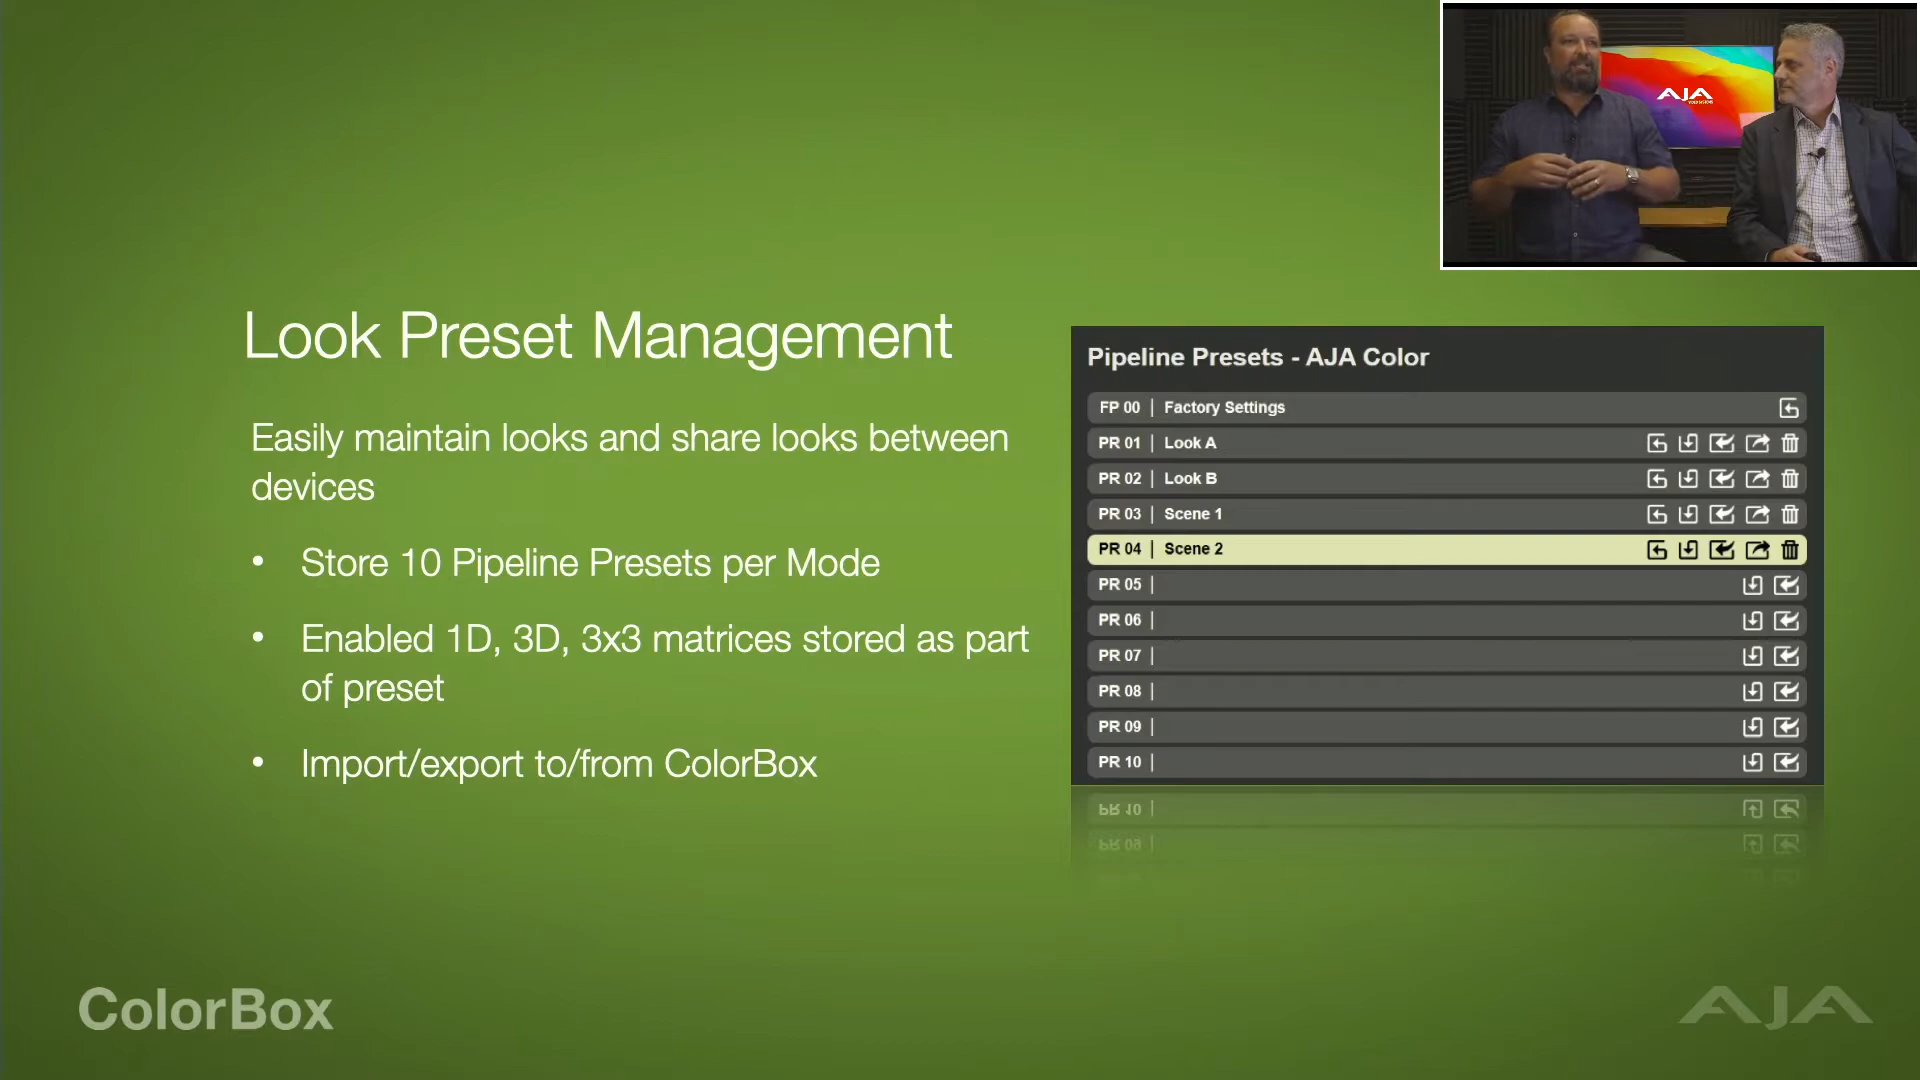 AJA
Look Preset Management
Easily maintain looks and share looks between
devices
• Store 10 Pipeline Presets per Mode
• Enabled 1D, 3D, 3x3 matrices stored as part
of preset
• Import/export to/from ColorBox
Pipeline Presets - AJA Color
FP 00 | Factory Settings
PR 01 | Look A
PR 02 | Look B
PR 03 | Scene 1
PR 04 | Scene 2
PR 05 |
PR 06 |
PR 07 |
PR 08 |
PR 09 |
PR 10 |
ColorBox
AJA